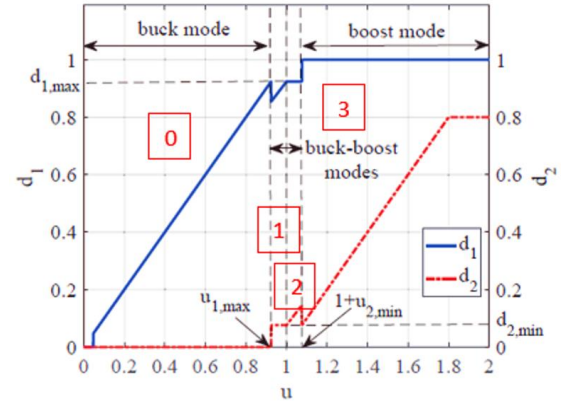 buck mode
boost mode
1
d1,max
0.8
0.6
0.4
0.2
0
d1
0
3
buck-boost
modes
1
2
u1,max
1+u2,min
d1
d2
1
0.8
0.6
0.4
0.2
0
d2
d2,min
0
0.2
0.4
0.6
0.8
1
1.2
1.4
1.6
1.8
2
u